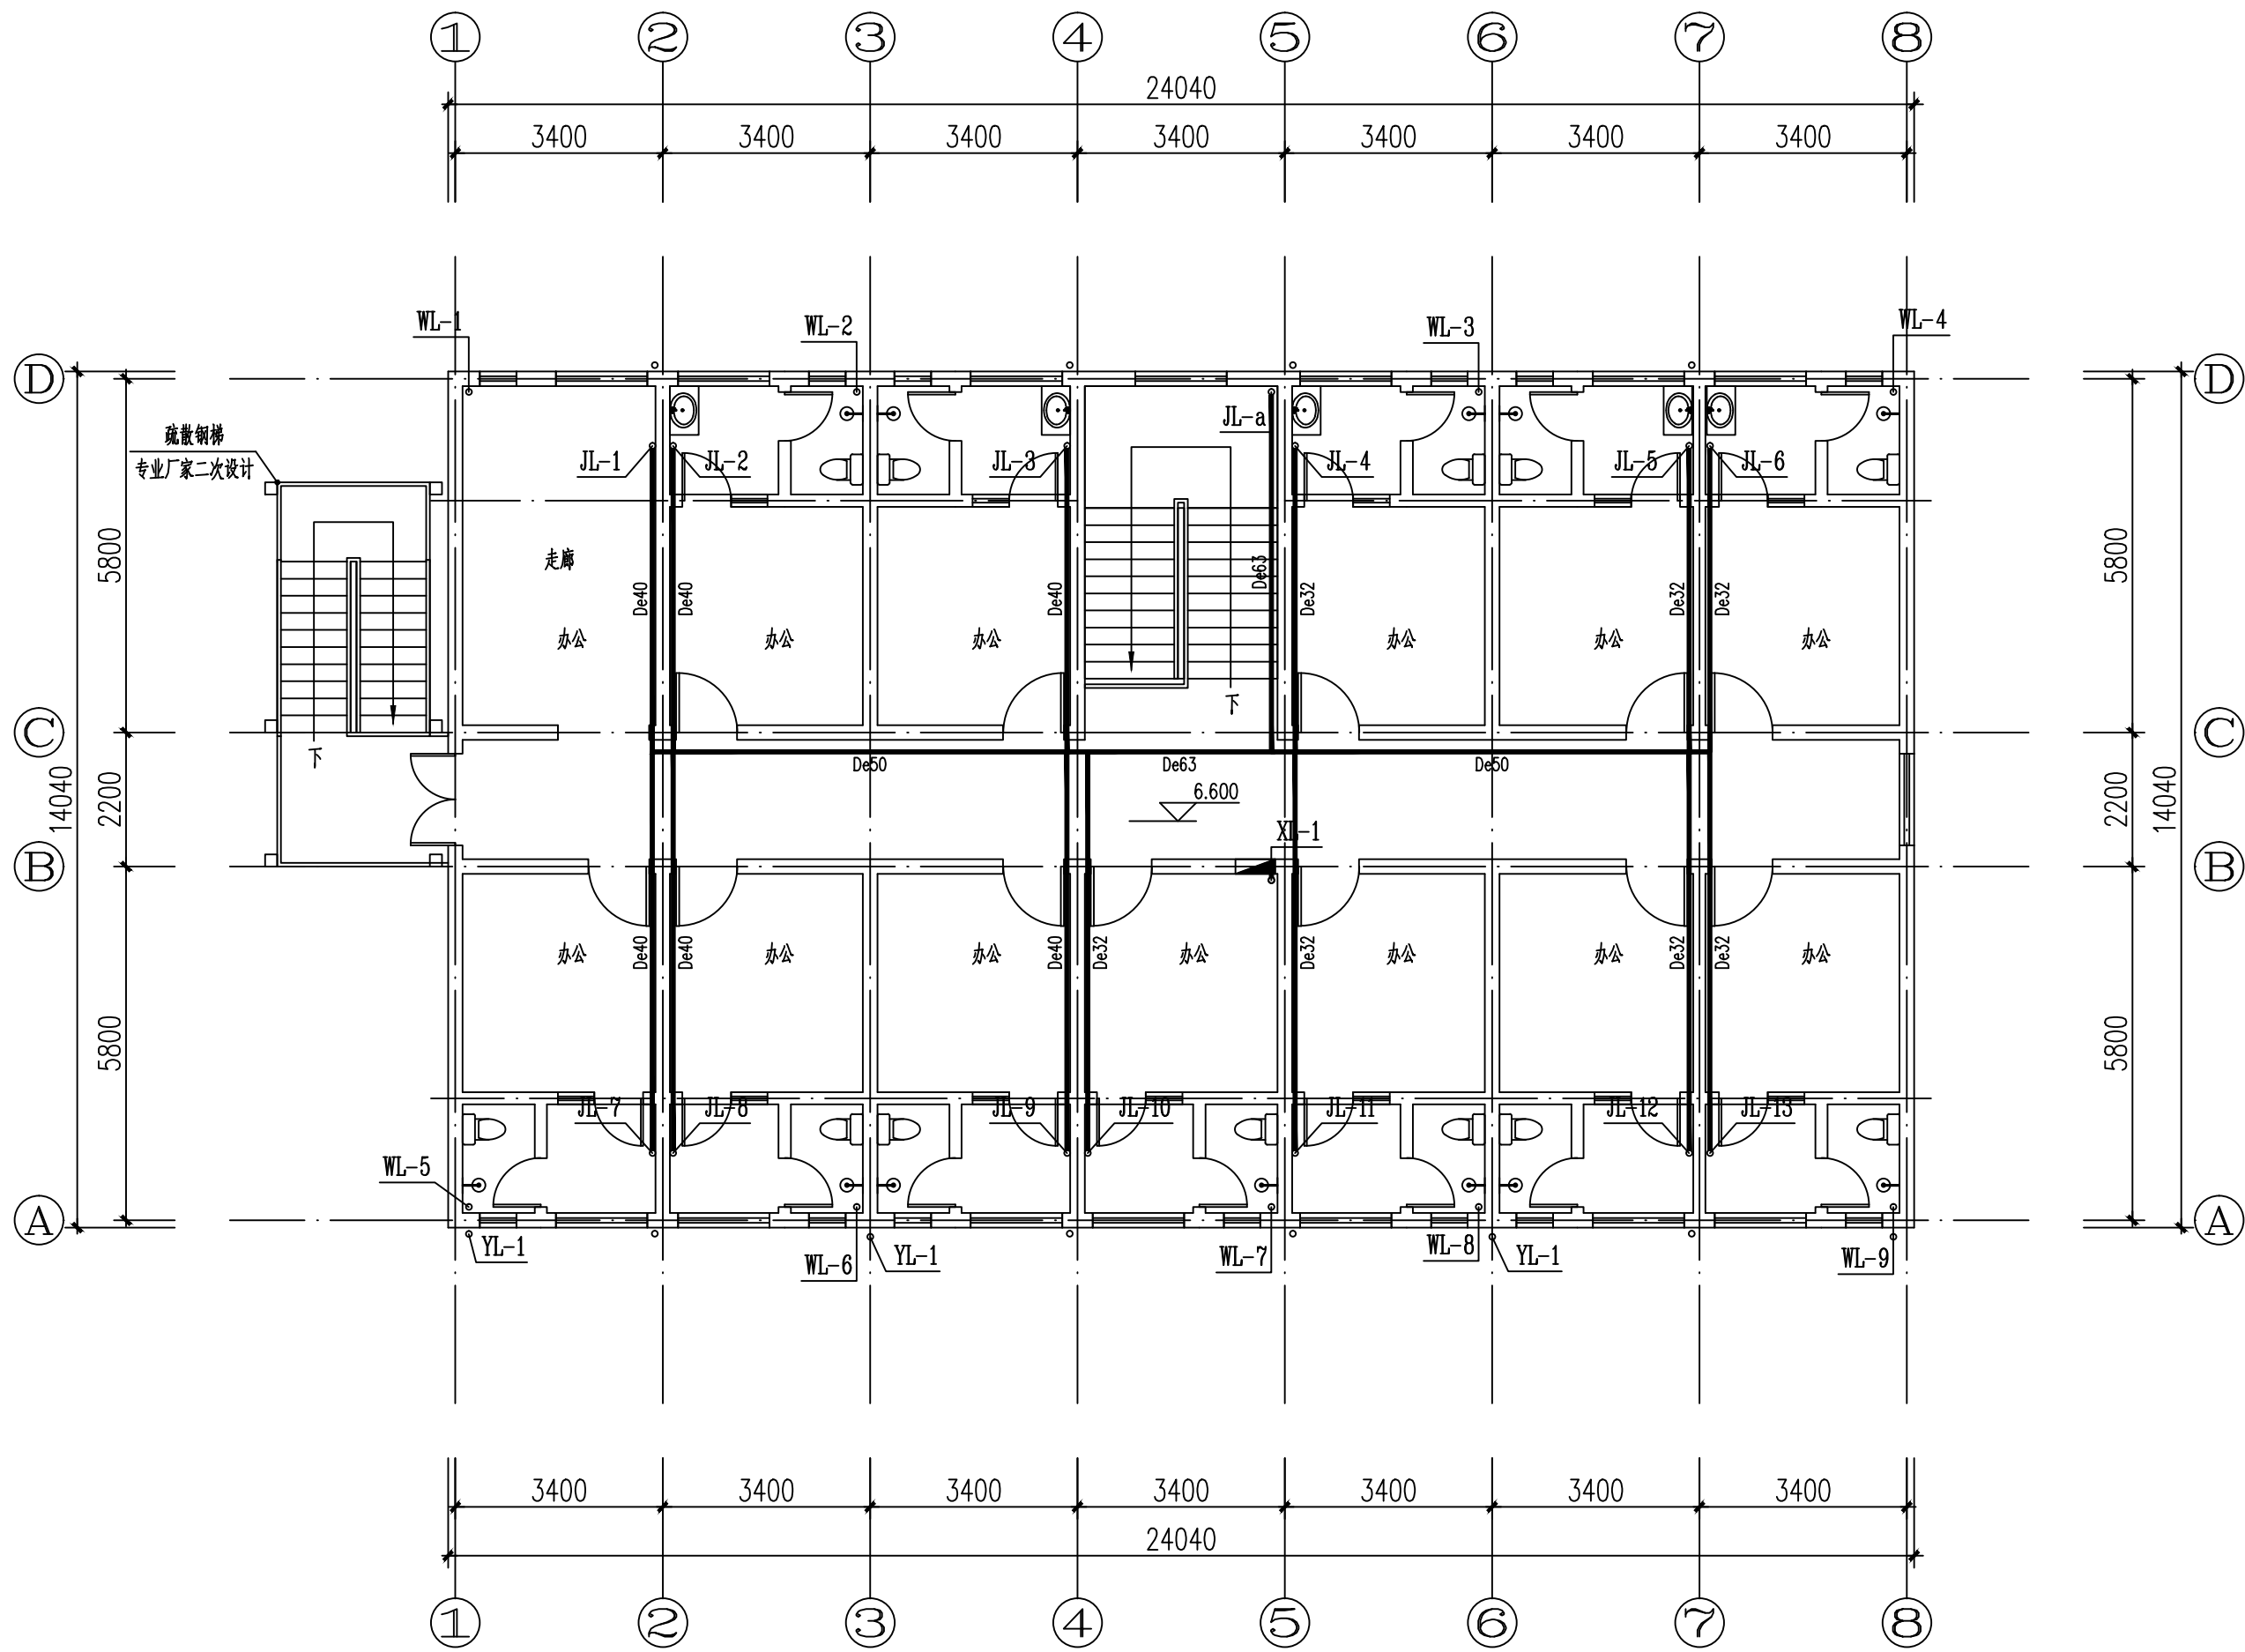 1 2 3 4 5 6 7 8
24040
3400 3400 3400 3400 3400 3400 3400
WL-1 WL-2 WL-3 WL-4
D D
JL-a
疏散钢梯
专业厂家二次设计
JL-1 JL-2 JL-3 JL-4 JL-5 JL-6
走廊
5800 De40 De40 De40 De63 De32 De32 De32 5800
办公 办公 办公 办公 办公 办公
下
C C
下
De50 De63 De50
14040 2200 6.600 2200 14040
XL-1
B B
办公 办公 办公 办公 办公 办公 办公
De40 De40 De40 De32 De32 De32 De32
5800 5800
JL-7 JL-8 JL-9 JL-10 JL-11 JL-12 JL-13
WL-5
A A
YL-1 WL-6 YL-1 WL-7 WL-8 YL-1 WL-9
3400 3400 3400 3400 3400 3400 3400
24040
1 2 3 4 5 6 7 8